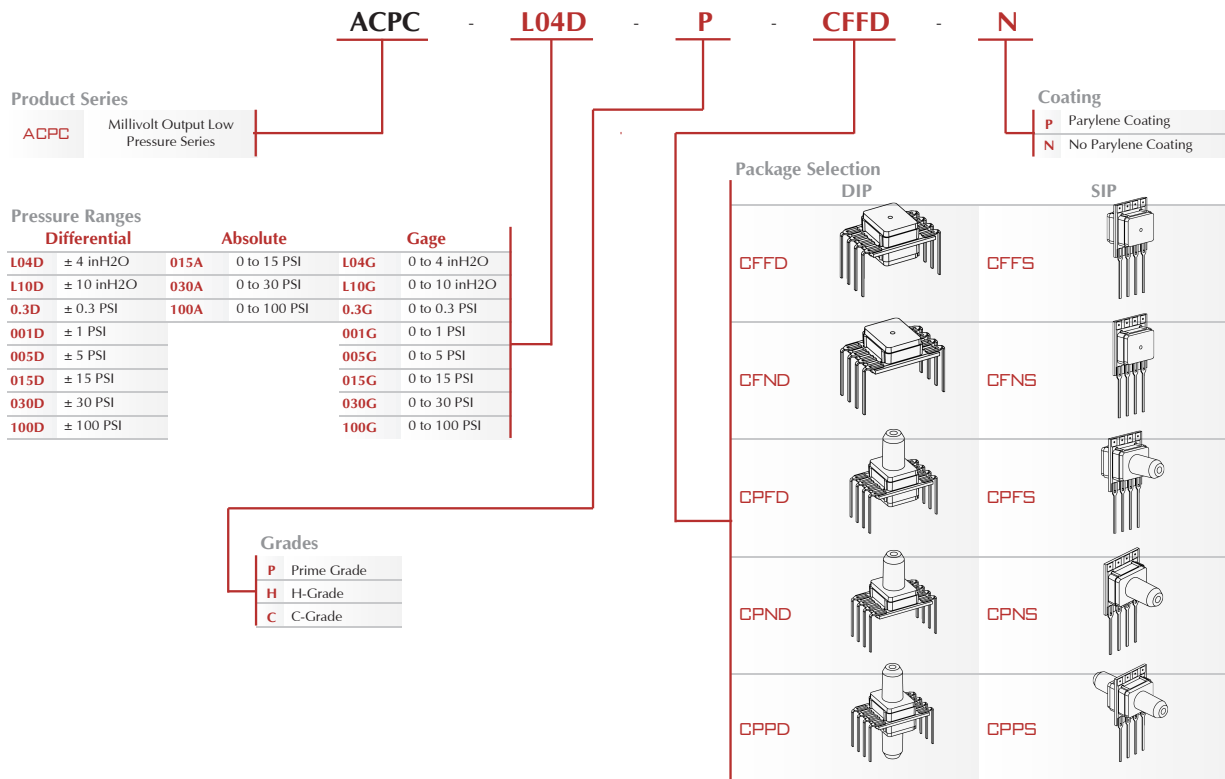 ACPC - L04D - P - CFFD - N
Product Series
ACPC Millivolt Output Low
Pressure Series
Coating
P Parylene Coating
N No Parylene Coating
Pressure Ranges
Differential Absolute Gage
L04D ± 4 inH2O 015A 0 to 15 PSI L04G 0 to 4 inH2O
L10D ± 10 inH2O 030A 0 to 30 PSI L10G 0 to 10 inH2O
0.3D ± 0.3 PSI 100A 0 to 100 PSI 0.3G 0 to 0.3 PSI
001D ± 1 PSI 001G 0 to 1 PSI
005D ± 5 PSI 005G 0 to 5 PSI
015D ± 15 PSI 015G 0 to 15 PSI
030D ± 30 PSI 030G 0 to 30 PSI
100D ± 100 PSI 100G 0 to 100 PSI
Grades
P Prime Grade
H H-Grade
C C-Grade
Package Selection
DIP SIP
CFFD CFFS
CFND CFNS
CPFD CPFS
CPND CPNS
CPPD CPPS